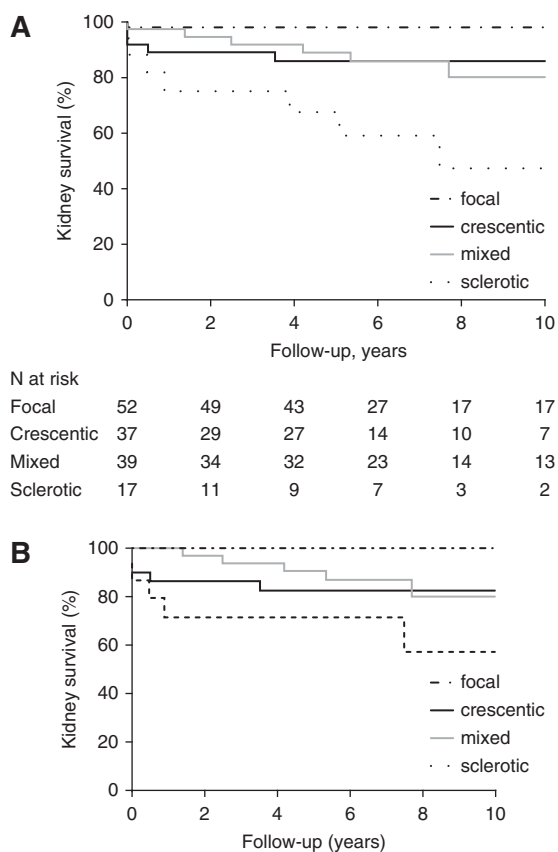 A
Kidney survival (%)
100
80
60
40
20
0
focal
crescentic
mixed
sclerotic
0 2 4 6 8 10
Follow-up, years
N at risk
Focal 52 49 43 27 17 17
Crescentic 37 29 27 14 10 7
Mixed 39 34 32 23 14 13
Sclerotic 17 11 9 7 3 2
B
Kidney survival (%)
100
80
60
40
20
0
focal
crescentic
mixed
sclerotic
0 2 4 6 8 10
Follow-up (years)